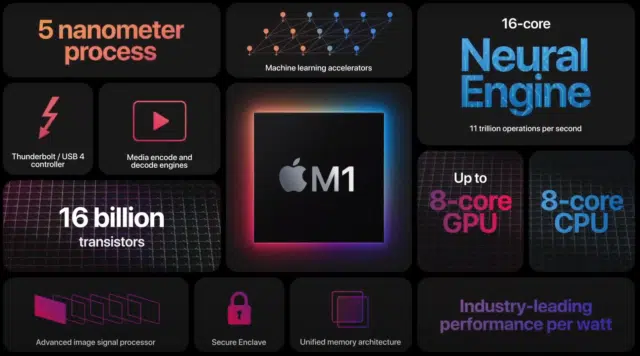 5 nanometer
process
Machine learning accelerators
16-core
Neural
Engine
11 trillion operations per second
Thunderbolt / USB 4
controller
Media encode and
decode engines
M1
Up to
8-core
GPU
8-core
CPU
16 billion
transistors
Advanced image signal processor
Secure Enclave
Unified memory architecture
Industry-leading
performance per watt